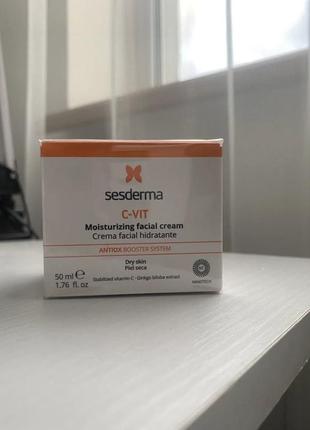 sesderma
C-VIT
Moisturizing facial cream
Crema facial hidratante
ANTIOX BOOSTER SYSTEM
Dry skin
Piel seca
50 ml ℮
1.76 fl. oz
Stabilized vitamin C · Ginkgo biloba extract
NANOTECH